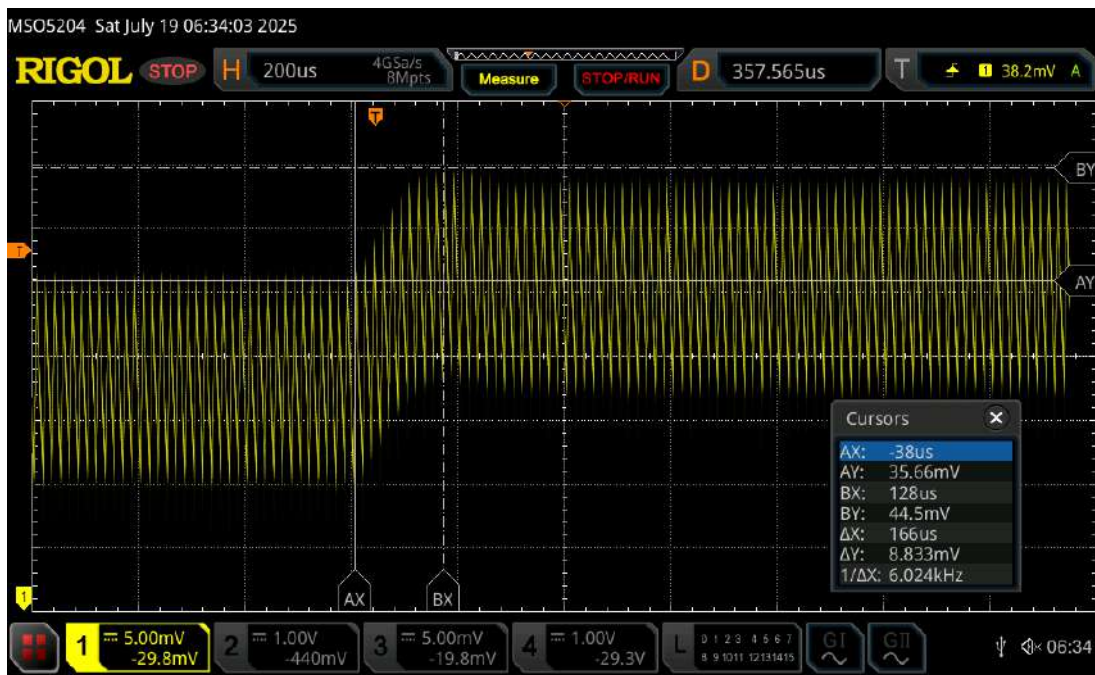 MSO5204 Sat July 19 06:34:03 2025
RIGOL STOP H 200us 4GSa/s 8Mpts Measure STOP/RUN D 357.565us T 1 38.2mV A
T
BY
T
AY
Cursors
AX: -38us
AY: 35.66mV
BX: 128us
BY: 44.5mV
ΔX: 166us
ΔY: 8.833mV
1/ΔX: 6.024kHz
1 AX BX
1 5.00mV -29.8mV
2 1.00V -440mV
3 5.00mV -19.8mV
4 1.00V -29.3V
L 0 1 2 3 4 5 6 7
8 9 10 11 12 13 14 15
GI GII
06:34